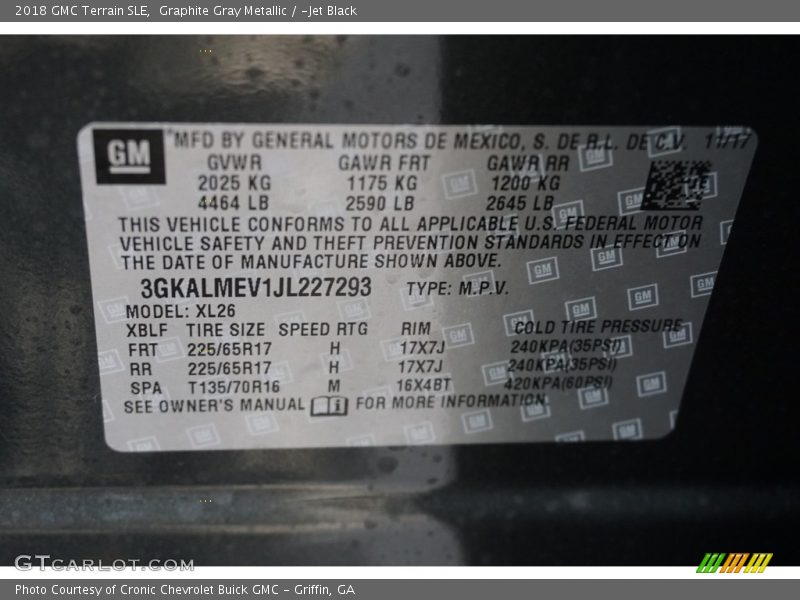 2018 GMC Terrain SLE, Graphite Gray Metallic / -Jet Black
GM *MFD BY GENERAL MOTORS DE MEXICO, S. DE R.L. DE C.V. 11/17
GVWR GAWR FRT GAWR RR
2025 KG 1175 KG 1200 KG
4464 LB 2590 LB 2645 LB
THIS VEHICLE CONFORMS TO ALL APPLICABLE U.S. FEDERAL MOTOR
VEHICLE SAFETY AND THEFT PREVENTION STANDARDS IN EFFECT ON
THE DATE OF MANUFACTURE SHOWN ABOVE.
3GKALMEV1JL227293 TYPE: M.P.V.
MODEL: XL26
XBLF TIRE SIZE SPEED RTG RIM COLD TIRE PRESSURE
FRT 225/65R17 H 17X7J 240KPA(35PSI)
RR 225/65R17 H 17X7J 240KPA(35PSI)
SPA T135/70R16 M 16X4BT 420KPA(60PSI)
SEE OWNER'S MANUAL FOR MORE INFORMATION.
GTCARLOT.COM
Photo Courtesy of Cronic Chevrolet Buick GMC - Griffin, GA